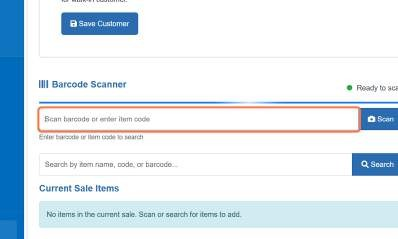 for walk-in customer.
Save Customer
Barcode Scanner
Ready to sca
Scan barcode or enter item code
Scan
Enter barcode or item code to search
Search by item name, code, or barcode...
Search
Current Sale Items
No items in the current sale. Scan or search for items to add.